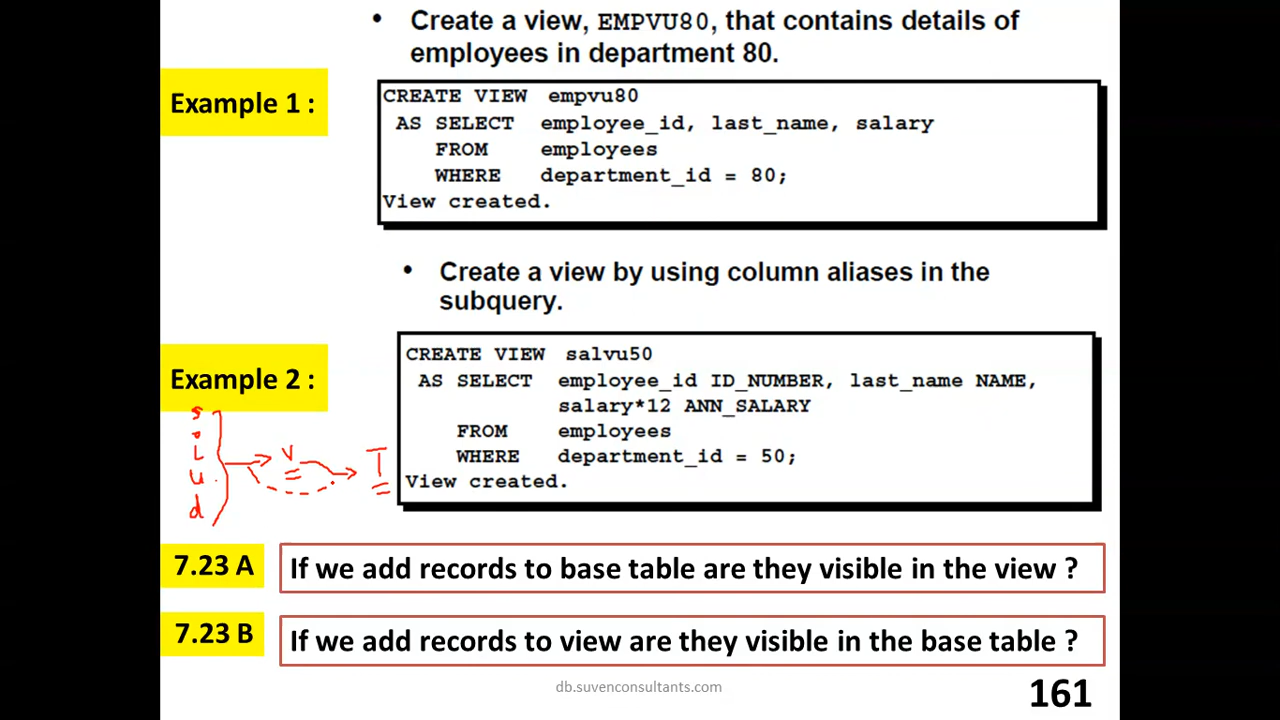 • Create a view, EMPVU80, that contains details of
employees in department 80.
Example 1 :
CREATE VIEW empvu80
AS SELECT employee_id, last_name, salary
FROM employees
WHERE department_id = 80;
View created.
• Create a view by using column aliases in the
subquery.
Example 2 :
CREATE VIEW salvu50
AS SELECT employee_id ID_NUMBER, last_name NAME,
salary*12 ANN_SALARY
FROM employees
WHERE department_id = 50;
View created.
s
L
u
d
V
T
7.23 A
If we add records to base table are they visible in the view ?
7.23 B
If we add records to view are they visible in the base table ?
db.suvenconsultants.com
161